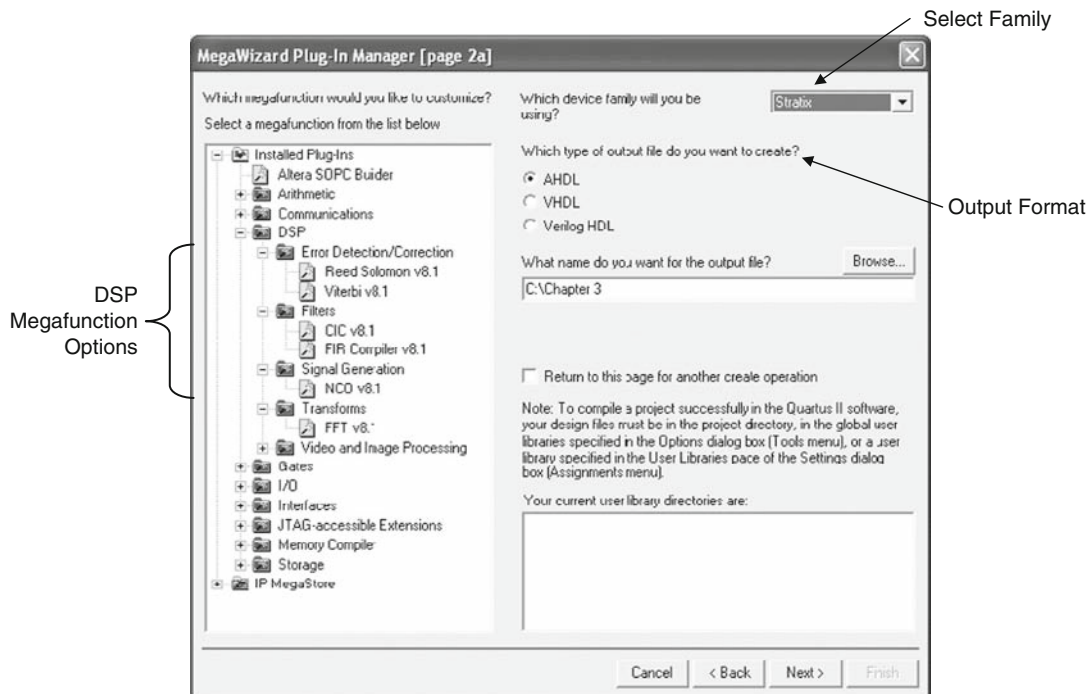 Select Family
MegaWizard Plug-In Manager [page 2a]
Which megafunction would you like to customize?
Select a megafunction from the list below
Installed Plug-Ins
Altera SOPC Buider
Arithmetic
Communications
DSP
Error Detection/Correction
Reed Solomon v8.1
Viterbi v8.1
Filters
CIC v8.1
FIR Compiler v8.1
Signal Generation
NCO v8.1
Transforms
FFT v8.1
Video and Image Processing
Gates
I/O
Interfaces
JTAG-accessible Extensions
Memory Compiler
Storage
IP MegaStore
DSP
Megafunction
Options
Which device family will you be
using?
Stratix
Which type of output file do you want to create?
AHDL
VHDL
Verilog HDL
Output Format
What name do you want for the output file?
Browse...
C:\Chapter 3
Return to this page for another create operation
Note: To compile a project successfully in the Quartus II software,
your design files must be in the project directory, in the global user
libraries specified in the Options dialog box (Tools menu), or a user
library specified in the User Libraries pace of the Settings dialog
box (Assignments menu).
Your current user library directories are:
Cancel
< Back
Next >
Finish